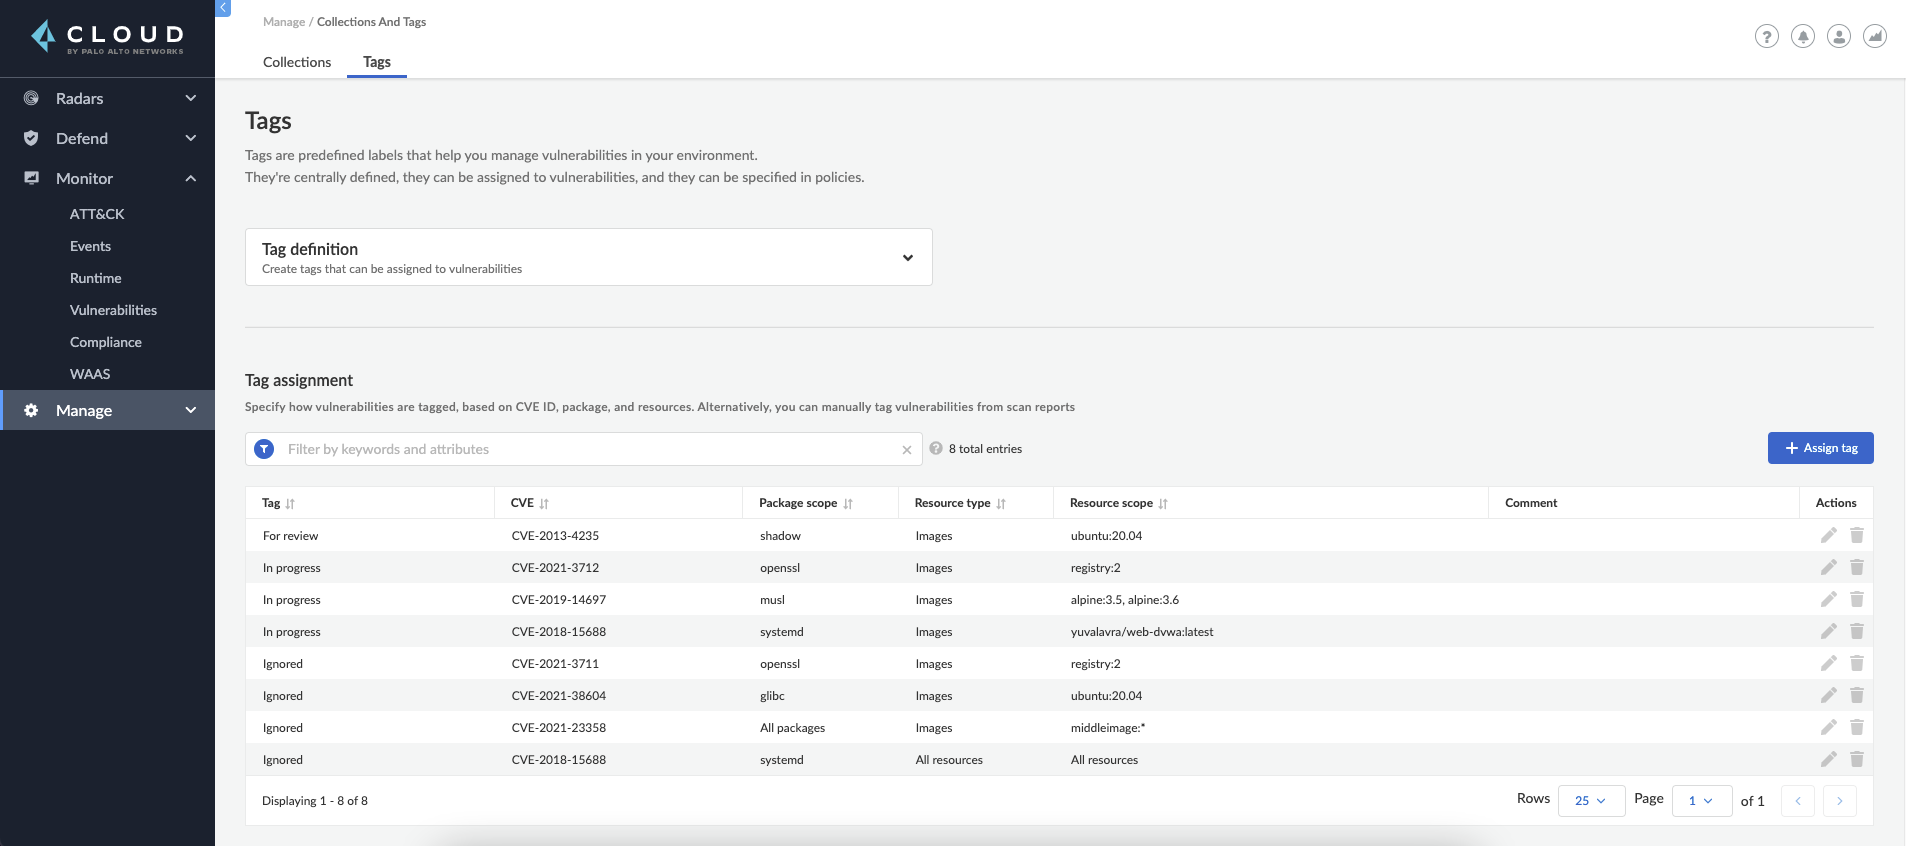 CLOUD
BY PALO ALTO NETWORKS
Radars
Defend
Monitor
ATT&CK
Events
Runtime
Vulnerabilities
Compliance
WAAS
Manage
Manage / Collections And Tags
Collections Tags
Tags
Tags are predefined labels that help you manage vulnerabilities in your environment.
They're centrally defined, they can be assigned to vulnerabilities, and they can be specified in policies.
Tag definition
Create tags that can be assigned to vulnerabilities
Tag assignment
Specify how vulnerabilities are tagged, based on CVE ID, package, and resources. Alternatively, you can manually tag vulnerabilities from scan reports
Filter by keywords and attributes × ? 8 total entries + Assign tag
Tag CVE Package scope Resource type Resource scope Comment Actions
For review CVE-2013-4235 shadow Images ubuntu:20.04
In progress CVE-2021-3712 openssl Images registry:2
In progress CVE-2019-14697 musl Images alpine:3.5, alpine:3.6
In progress CVE-2018-15688 systemd Images yuvalavra/web-dvwa:latest
Ignored CVE-2021-3711 openssl Images registry:2
Ignored CVE-2021-38604 glibc Images ubuntu:20.04
Ignored CVE-2021-23358 All packages Images middleimage:*
Ignored CVE-2018-15688 systemd All resources All resources
Displaying 1 - 8 of 8 Rows 25 Page 1 of 1